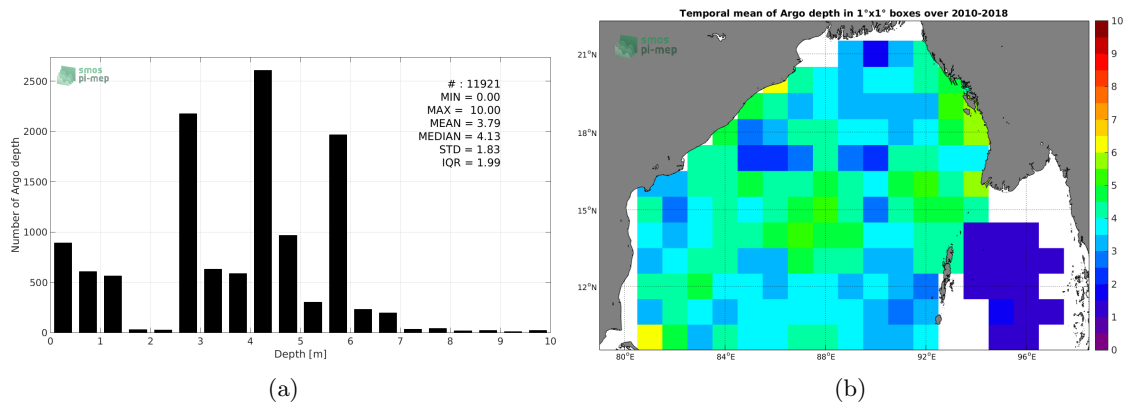 smos
pi-mep
# : 11921
MIN = 0.00
MAX = 10.00
MEAN = 3.79
MEDIAN = 4.13
STD = 1.83
IQR = 1.99
Number of Argo depth
2500
2000
1500
1000
500
0
0 1 2 3 4 5 6 7 8 9 10
Depth [m]
(a)
Temporal mean of Argo depth in 1°x1° boxes over 2010-2018
smos
pi-mep
21°N
18°N
15°N
12°N
80°E 84°E 88°E 92°E 96°E
10
9
8
7
6
5
4
3
2
1
0
(b)